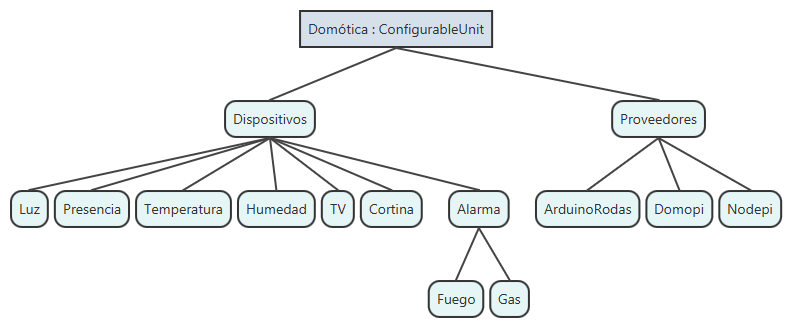 Domótica : ConfigurableUnit
Dispositivos
Proveedores
Luz
Presencia
Temperatura
Humedad
TV
Cortina
Alarma
ArduinoRodas
Domopi
Nodepi
Fuego
Gas